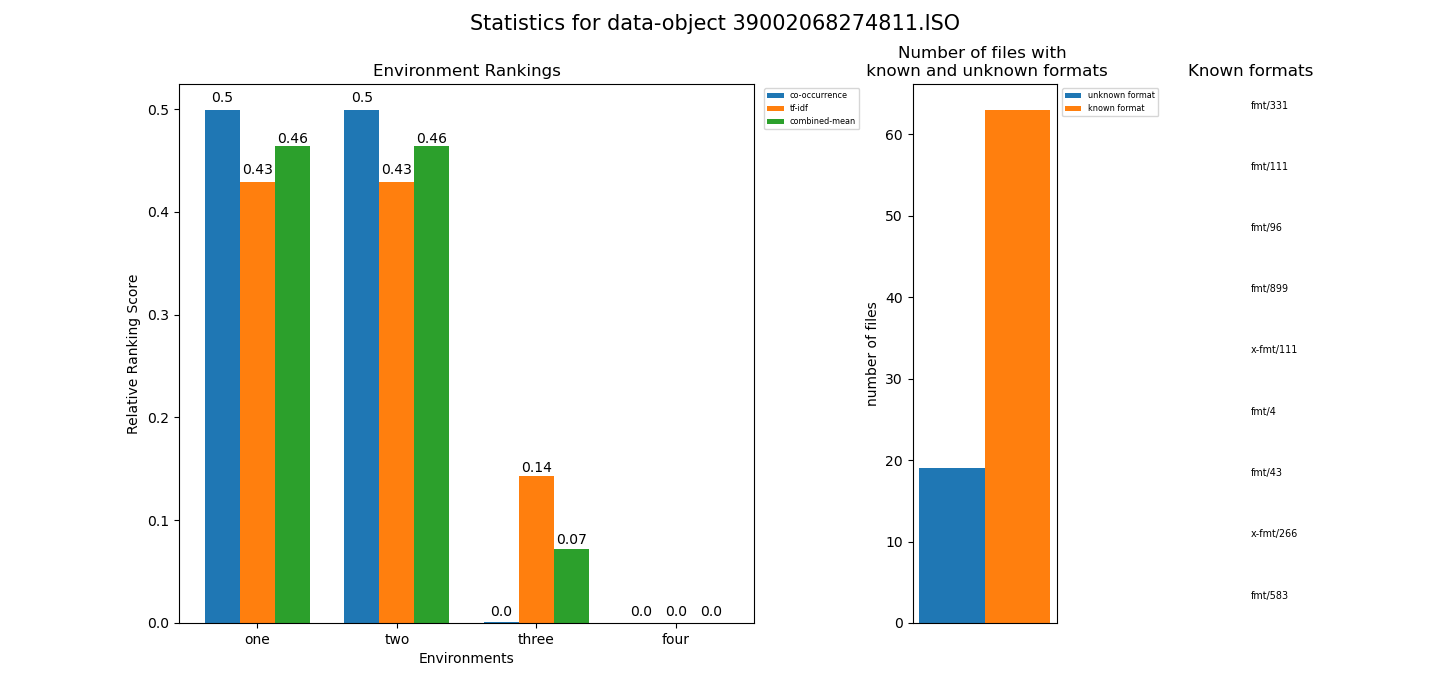 Statistics for data-object 39002068274811.ISO
Environment Rankings
0.5
0.43
0.46
0.5
0.43
0.46
0.0
0.14
0.07
0.0
0.0
0.0
0.5
0.4
0.3
0.2
0.1
0.0
Relative Ranking Score
one
two
three
four
Environments
co-occurrence
tf-idf
combined-mean
Number of files with
known and unknown formats
60
50
40
30
20
10
0
number of files
unknown format
known format
Known formats
fmt/331
fmt/111
fmt/96
fmt/899
x-fmt/111
fmt/4
fmt/43
x-fmt/266
fmt/583